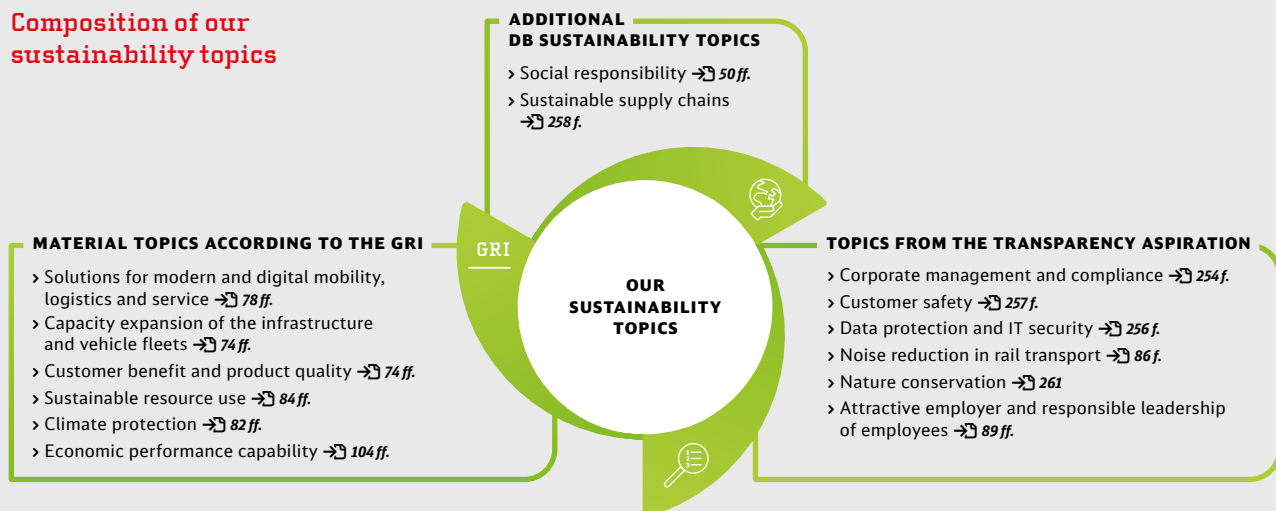 Composition of our
sustainability topics
ADDITIONAL
DB SUSTAINABILITY TOPICS
› Social responsibility → 50 ff.
› Sustainable supply chains
→ 258 f.
MATERIAL TOPICS ACCORDING TO THE GRI
› Solutions for modern and digital mobility,
logistics and service → 78 ff.
› Capacity expansion of the infrastructure
and vehicle fleets → 74 ff.
› Customer benefit and product quality → 74 ff.
› Sustainable resource use → 84 ff.
› Climate protection → 82 ff.
› Economic performance capability → 104 ff.
GRI
OUR
SUSTAINABILITY
TOPICS
TOPICS FROM THE TRANSPARENCY ASPIRATION
› Corporate management and compliance → 254 f.
› Customer safety → 257 f.
› Data protection and IT security → 256 f.
› Noise reduction in rail transport → 86 f.
› Nature conservation → 261
› Attractive employer and responsible leadership
of employees → 89 ff.
1
2
3